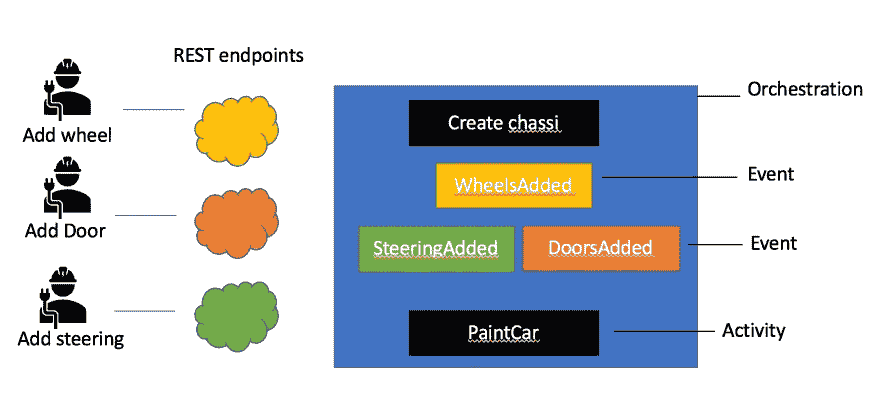 REST endpoints
Add wheel
Add Door
Add steering
Orchestration
Create chassi
WheelsAdded
Event
SteeringAdded
DoorsAdded
Event
PaintCar
Activity